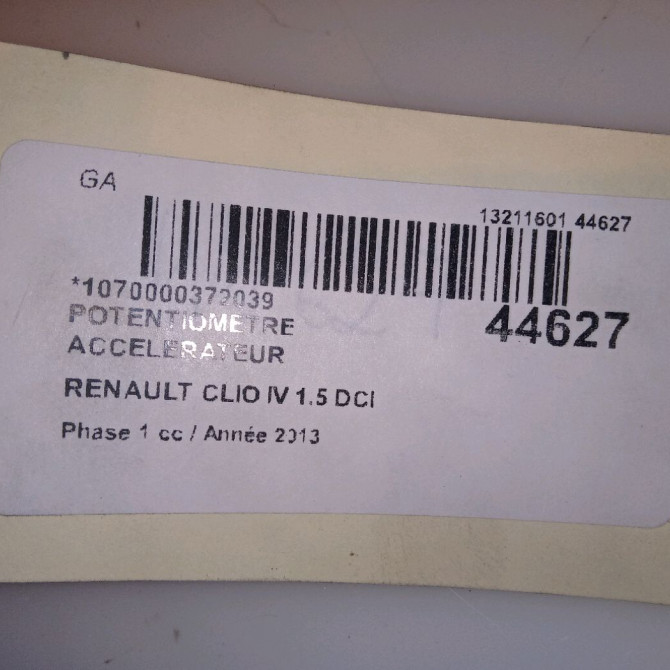 GA
13211601 44627
*1070000372039
44627
POTENTIOMETRE
ACCELERATEUR
RENAULT CLIO IV 1.5 DCI
Phase 1 cc / Année 2013